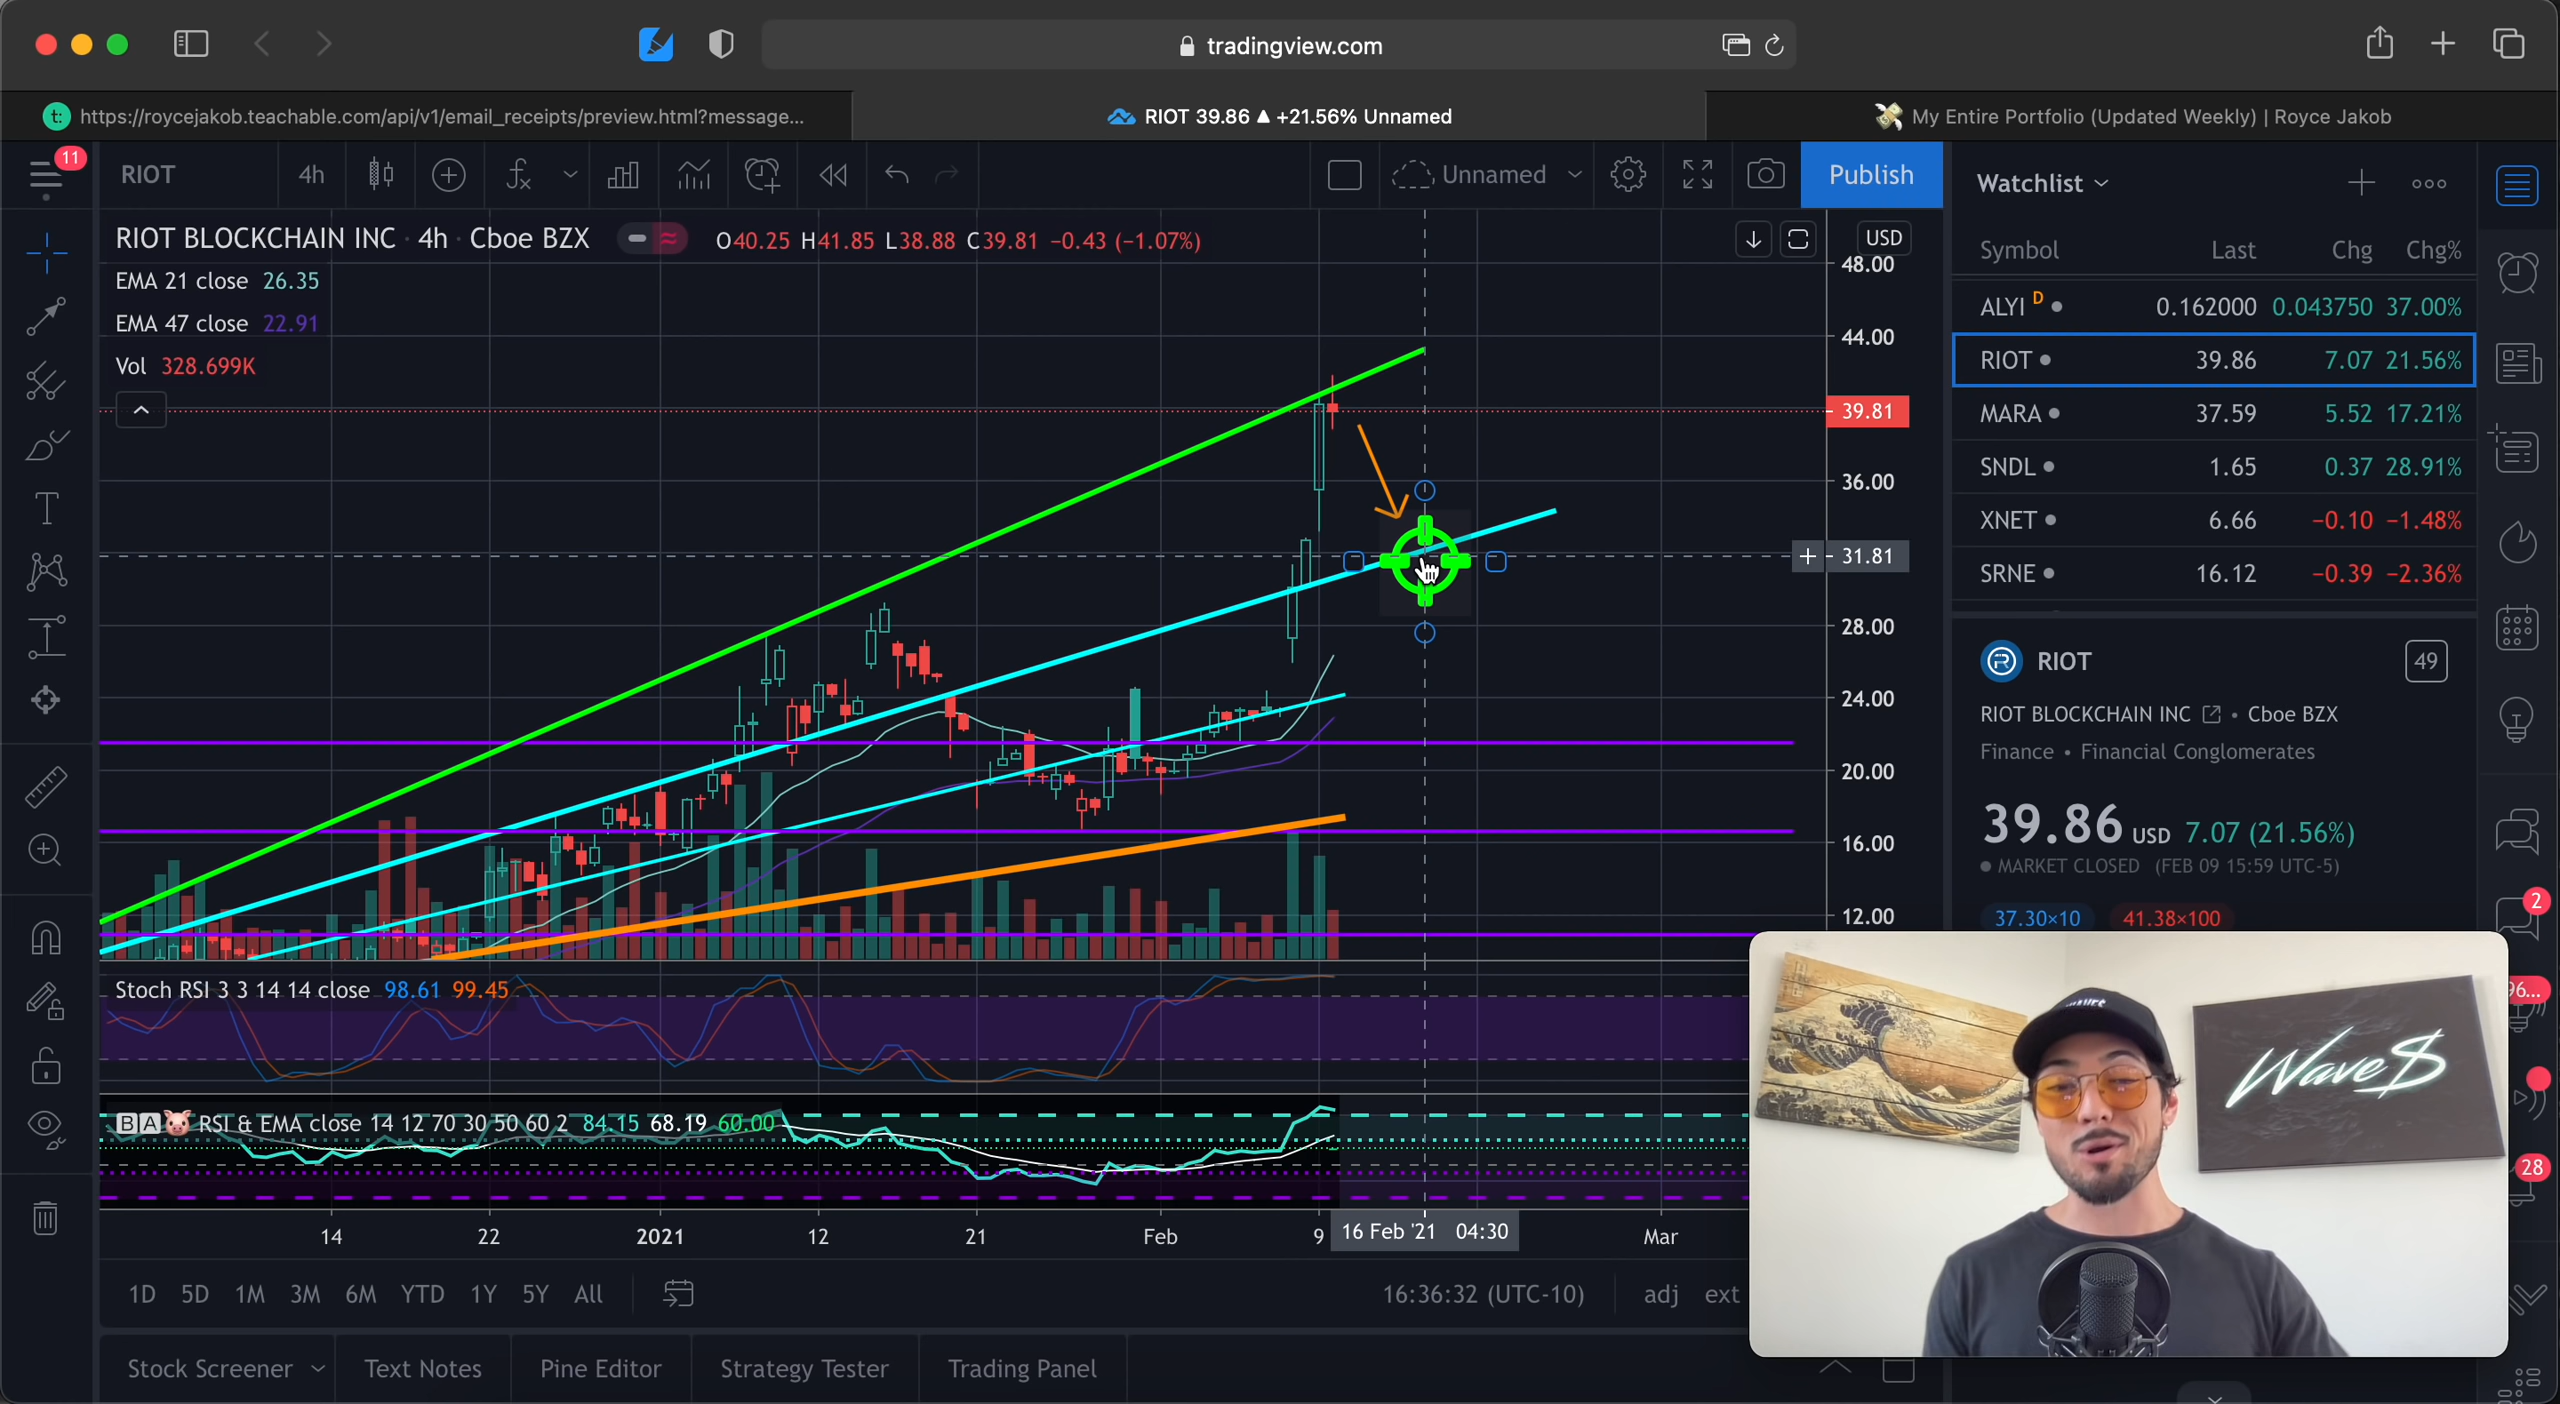 tradingview.com
t: https://roycejakob.teachable.com/api/v1/email_receipts/preview.html?message...
RIOT 39.86 ▲ +21.56% Unnamed
My Entire Portfolio (Updated Weekly) | Royce Jakob
11
RIOT
4h
Unnamed
Publish
Watchlist
RIOT BLOCKCHAIN INC · 4h · Cboe BZX
O40.25 H41.85 L38.88 C39.81 −0.43 (−1.07%)
USD
EMA 21 close 26.35
EMA 47 close 22.91
Vol 328.699K
48.00
44.00
39.81
36.00
31.81
28.00
24.00
20.00
16.00
12.00
Symbol Last Chg Chg%
ALYI D 0.162000 0.043750 37.00%
RIOT 39.86 7.07 21.56%
MARA 37.59 5.52 17.21%
SNDL 1.65 0.37 28.91%
XNET 6.66 −0.10 −1.48%
SRNE 16.12 −0.39 −2.36%
RIOT
49
RIOT BLOCKCHAIN INC • Cboe BZX
Finance • Financial Conglomerates
39.86 USD 7.07 (21.56%)
MARKET CLOSED (FEB 09 15:59 UTC-5)
37.30×10 41.38×100
2
96...
28
Stoch RSI 3 3 14 14 close 98.61 99.45
BA RSI & EMA close 14 12 70 30 50 60 2 84.15 68.19 60.00
14 22 2021 12 21 Feb 9 16 Feb '21 04:30 Mar
1D 5D 1M 3M 6M YTD 1Y 5Y All
16:36:32 (UTC-10)
adj ext
Stock Screener
Text Notes
Pine Editor
Strategy Tester
Trading Panel
Wave$